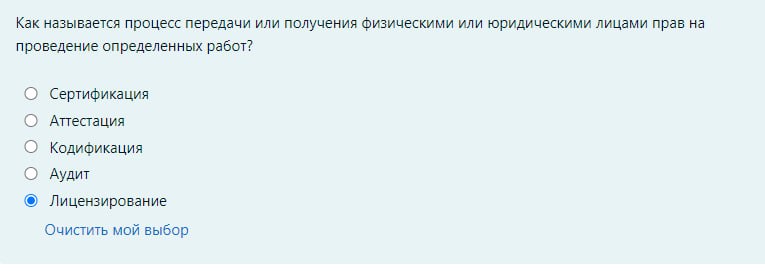 Как называется процесс передачи или получения физическими или юридическими лицами прав на
проведение определенных работ?
Сертификация
Аттестация
Кодификация
Аудит
Лицензирование
Очистить мой выбор